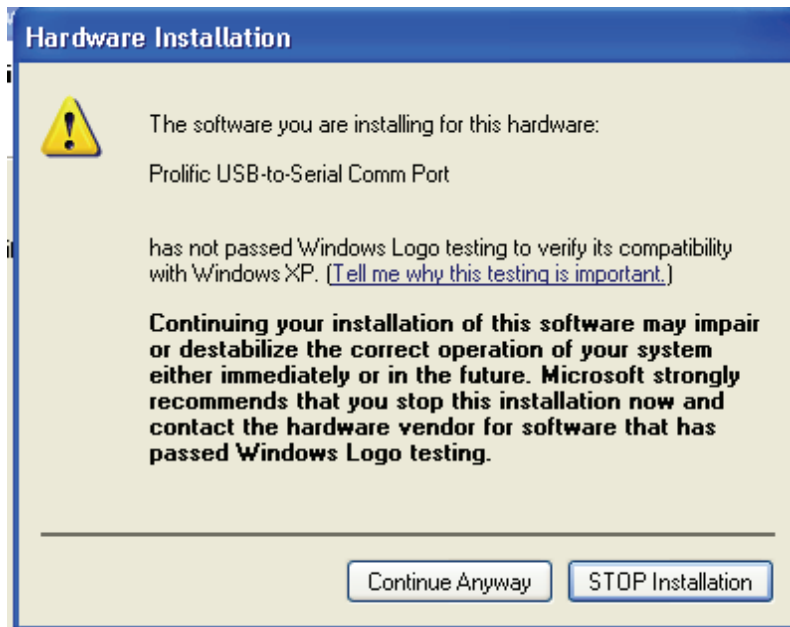 Hardware Installation
The software you are installing for this hardware:
Prolific USB-to-Serial Comm Port
has not passed Windows Logo testing to verify its compatibility
with Windows XP. (Tell me why this testing is important.)
Continuing your installation of this software may impair
or destabilize the correct operation of your system
either immediately or in the future. Microsoft strongly
recommends that you stop this installation now and
contact the hardware vendor for software that has
passed Windows Logo testing.
Continue Anyway STOP Installation